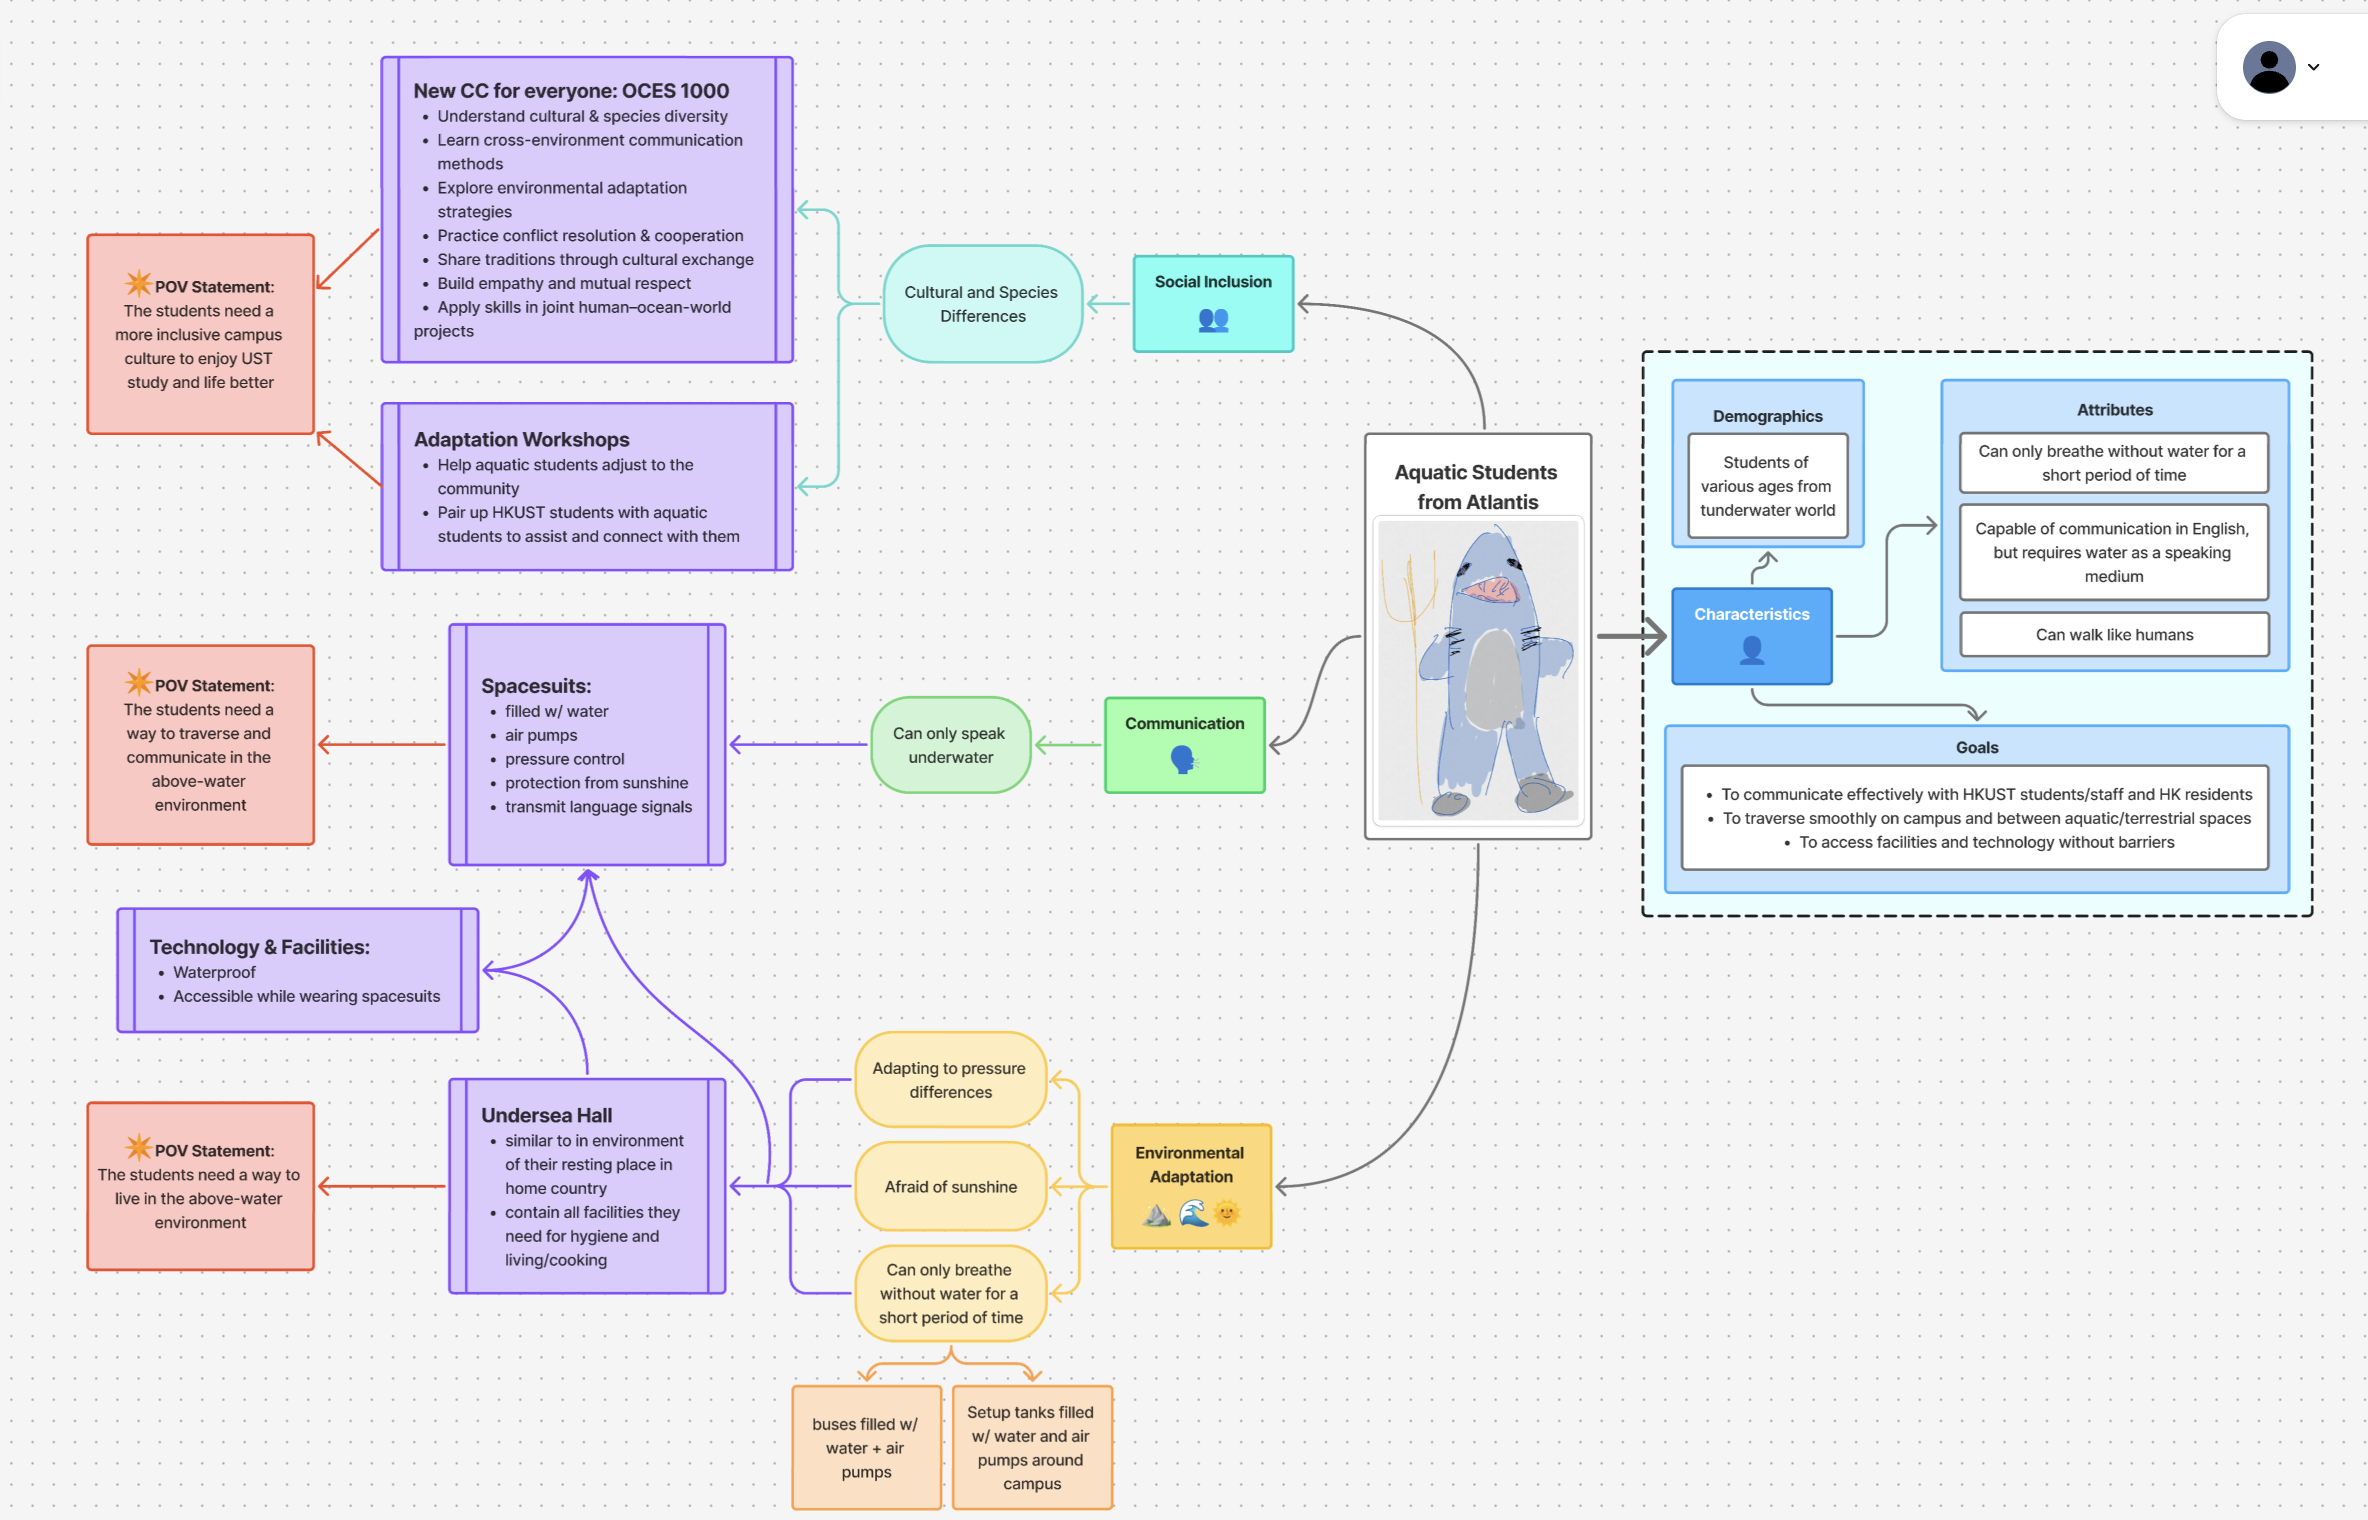 New CC for everyone: OCES 1000
• Understand cultural & species diversity
• Learn cross-environment communication
methods
• Explore environmental adaptation
strategies
• Practice conflict resolution & cooperation
• Share traditions through cultural exchange
• Build empathy and mutual respect
• Apply skills in joint human–ocean-world
projects
💥POV Statement:
The students need a
more inclusive campus
culture to enjoy UST
study and life better
Adaptation Workshops
• Help aquatic students adjust to the
community
• Pair up HKUST students with aquatic
students to assist and connect with them
Cultural and Species
Differences
Social Inclusion
Aquatic Students
from Atlantis
Demographics
Students of
various ages from
tunderwater world
Attributes
Can only breathe without water for a
short period of time
Capable of communication in English,
but requires water as a speaking
medium
Can walk like humans
Characteristics
Goals
• To communicate effectively with HKUST students/staff and HK residents
• To traverse smoothly on campus and between aquatic/terrestrial spaces
• To access facilities and technology without barriers
💥POV Statement:
The students need a
way to traverse and
communicate in the
above-water
environment
Spacesuits:
• filled w/ water
• air pumps
• pressure control
• protection from sunshine
• transmit language signals
Can only speak
underwater
Communication
Technology & Facilities:
• Waterproof
• Accessible while wearing spacesuits
💥POV Statement:
The students need a way to
live in the above-water
environment
Undersea Hall
• similar to in environment
of their resting place in
home country
• contain all facilities they
need for hygiene and
living/cooking
Adapting to pressure
differences
Afraid of sunshine
Can only breathe
without water for a
short period of time
Environmental
Adaptation
buses filled w/
water + air
pumps
Setup tanks filled
w/ water and air
pumps around
campus